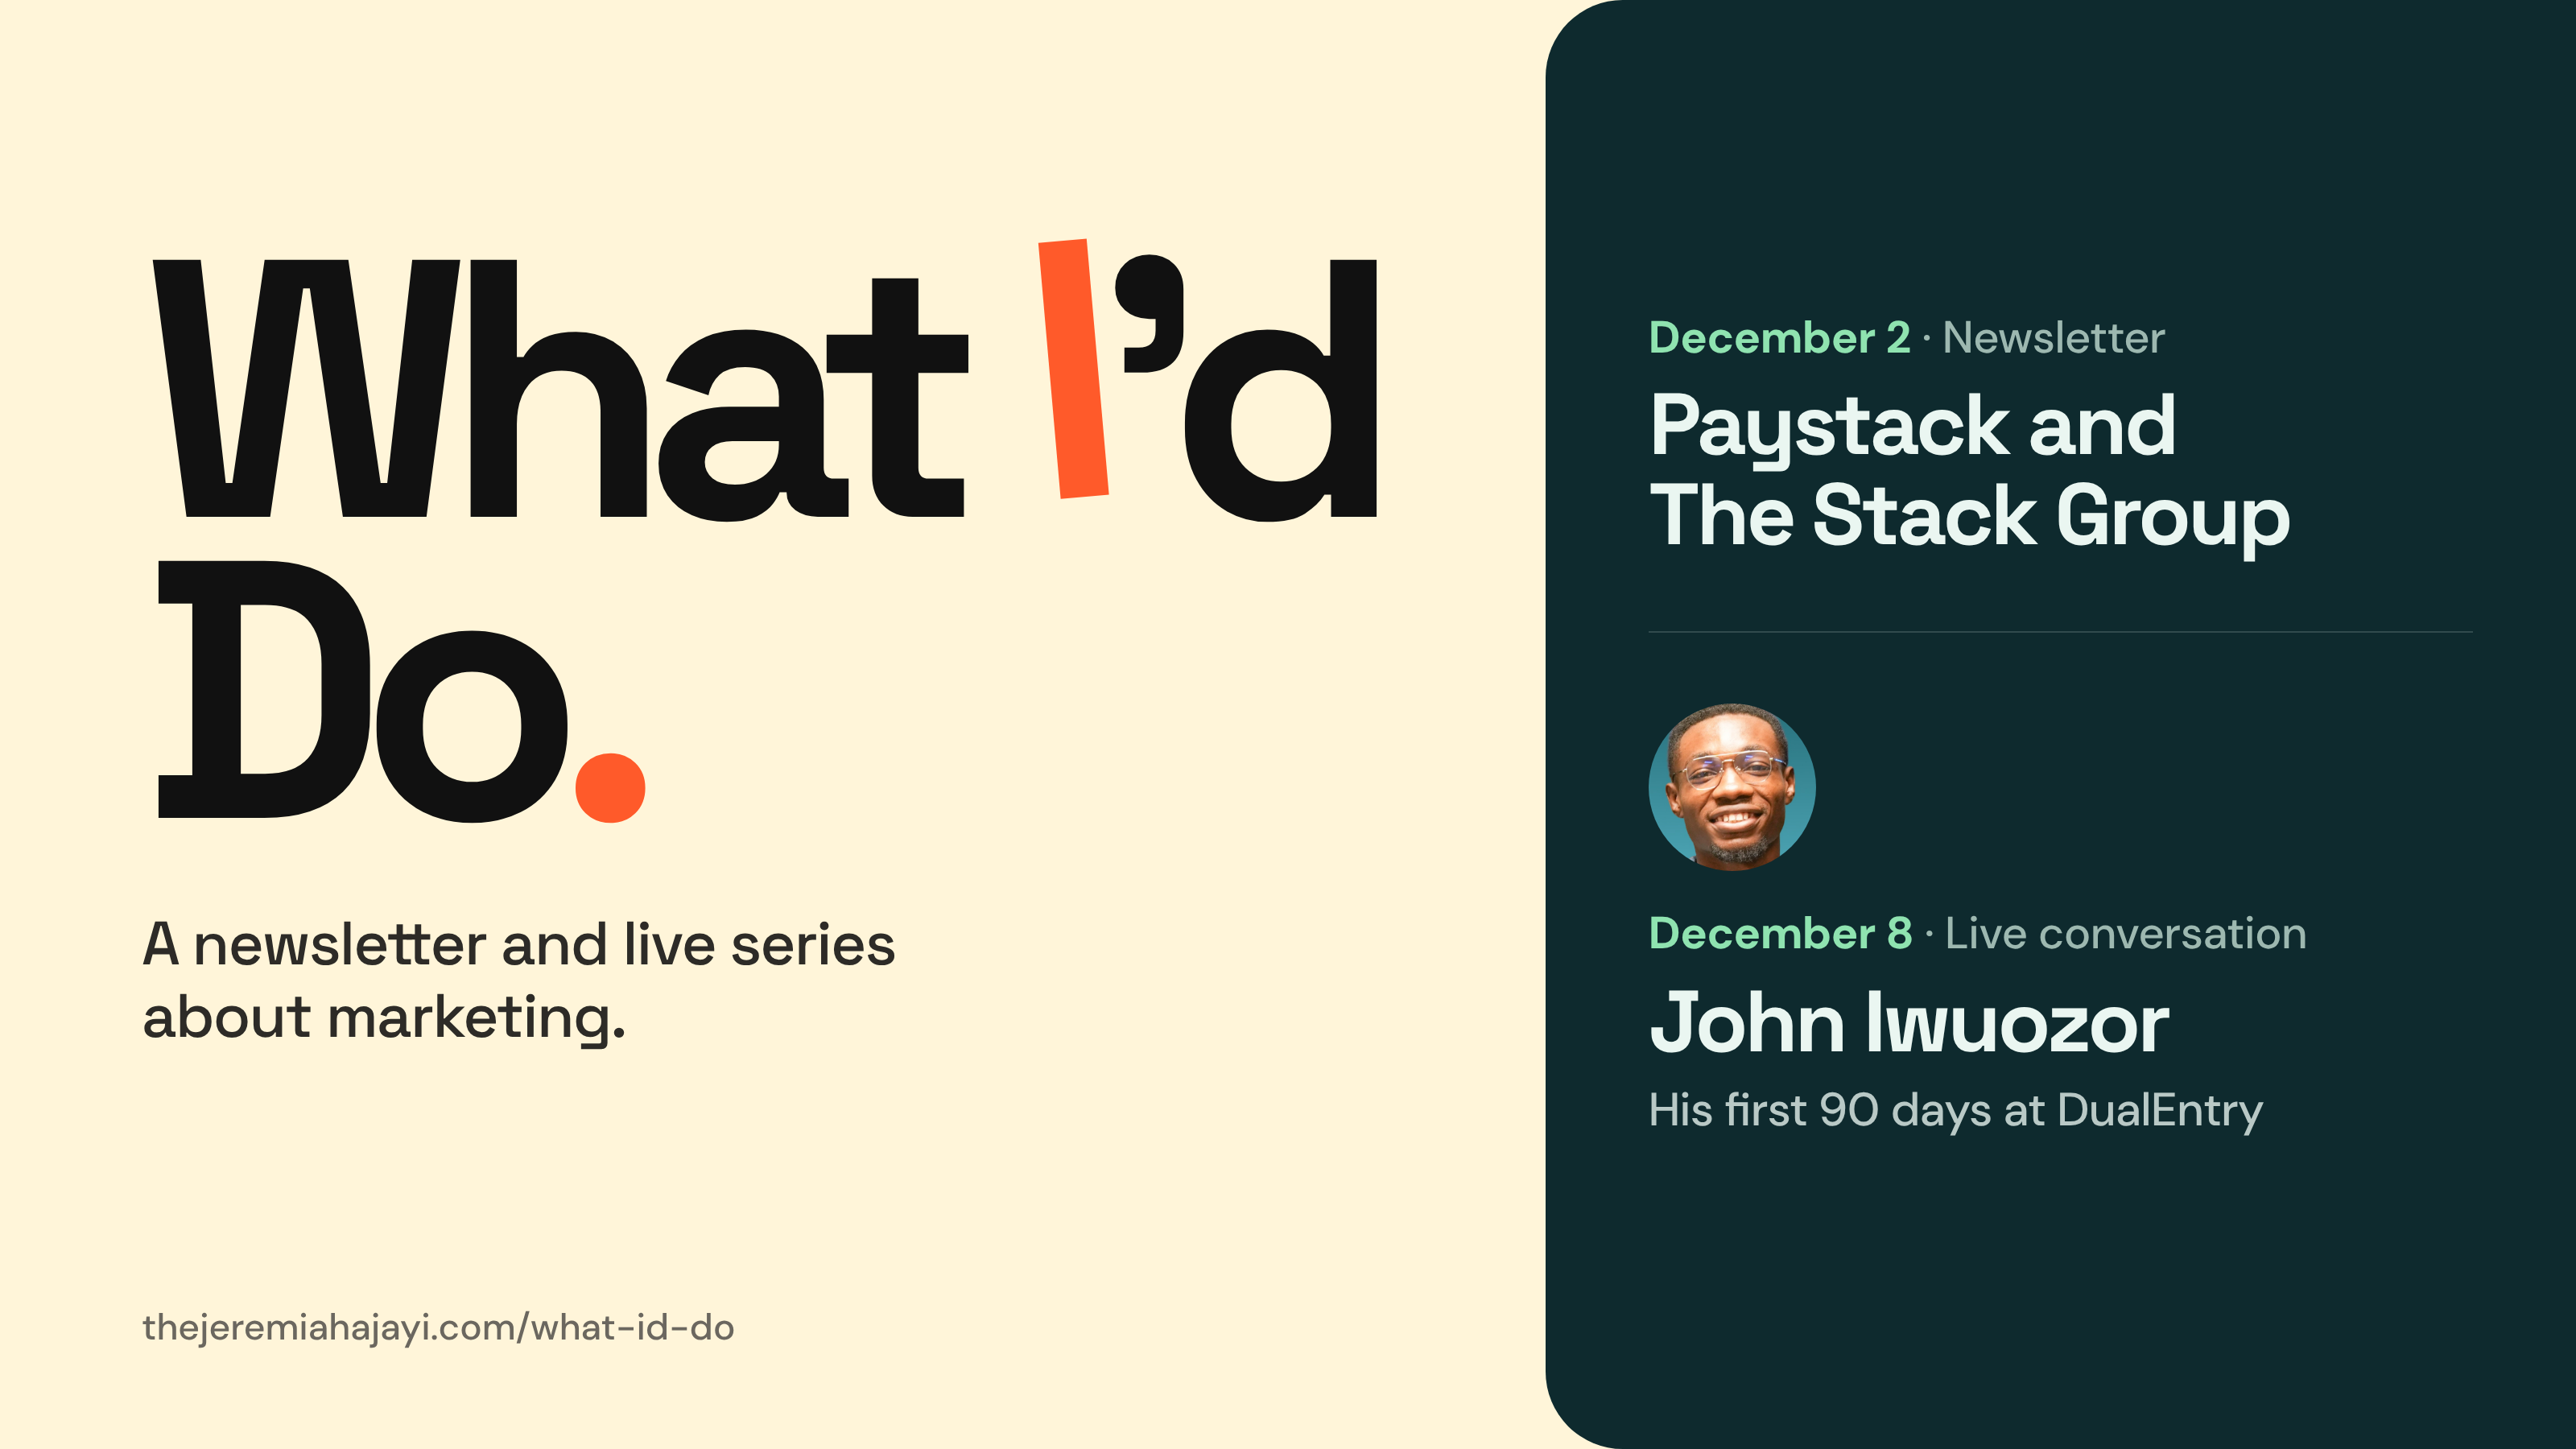 What I’d
Do.
A newsletter and live series
about marketing.
thejeremiahajayi.com/what-id-do
December 2 · Newsletter
Paystack and
The Stack Group
December 8 · Live conversation
John Iwuozor
His first 90 days at DualEntry